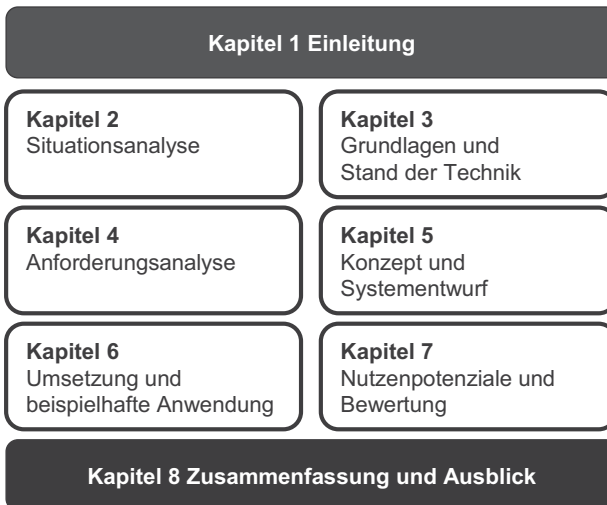 Kapitel 1 Einleitung
Kapitel 2
Situationsanalyse
Kapitel 3
Grundlagen und
Stand der Technik
Kapitel 4
Anforderungsanalyse
Kapitel 5
Konzept und
Systementwurf
Kapitel 6
Umsetzung und
beispielhafte Anwendung
Kapitel 7
Nutzenpotenziale und
Bewertung
Kapitel 8 Zusammenfassung und Ausblick